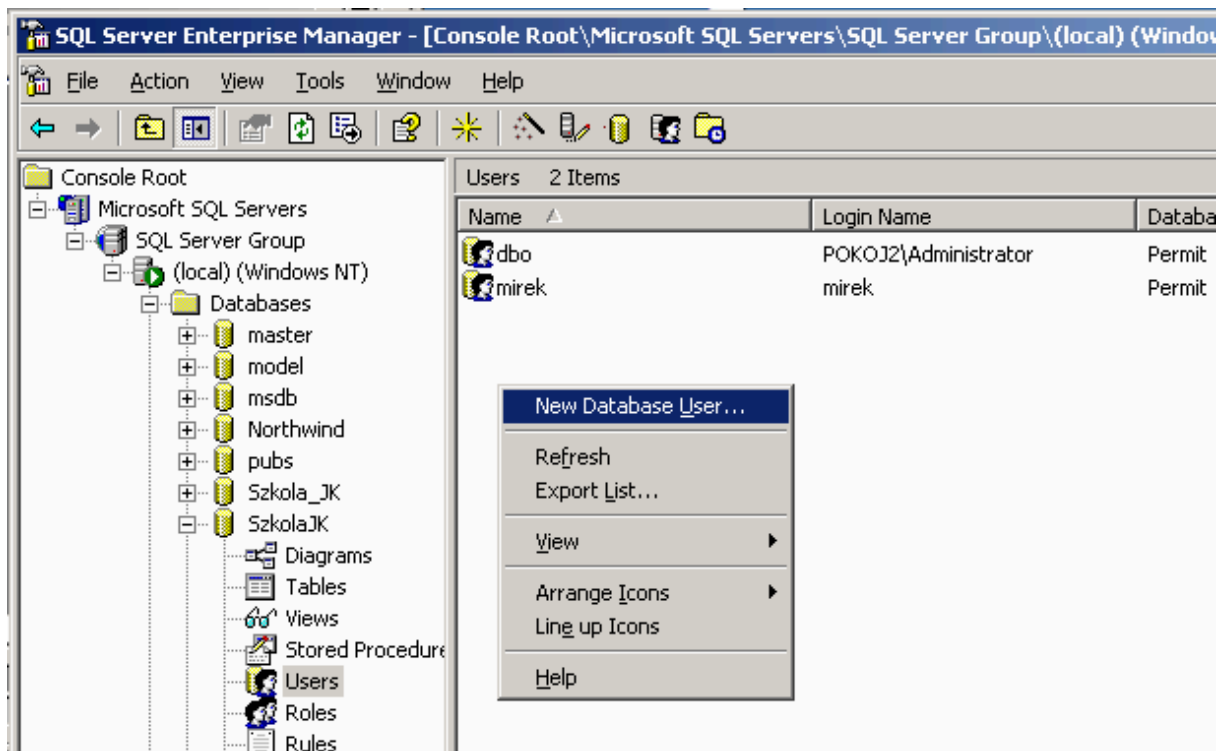 SQL Server Enterprise Manager - [Console Root\Microsoft SQL Servers\SQL Server Group\(local) (Window
File Action View Tools Window Help
Console Root
Microsoft SQL Servers
SQL Server Group
(local) (Windows NT)
Databases
master
model
msdb
Northwind
pubs
Szkola_JK
SzkolaJK
Diagrams
Tables
Views
Stored Procedure
Users
Roles
Rules
Users 2 Items
Name Login Name Databa
dbo POKOJ2\Administrator Permit
mirek mirek Permit
New Database User...
Refresh
Export List...
View
Arrange Icons
Line up Icons
Help